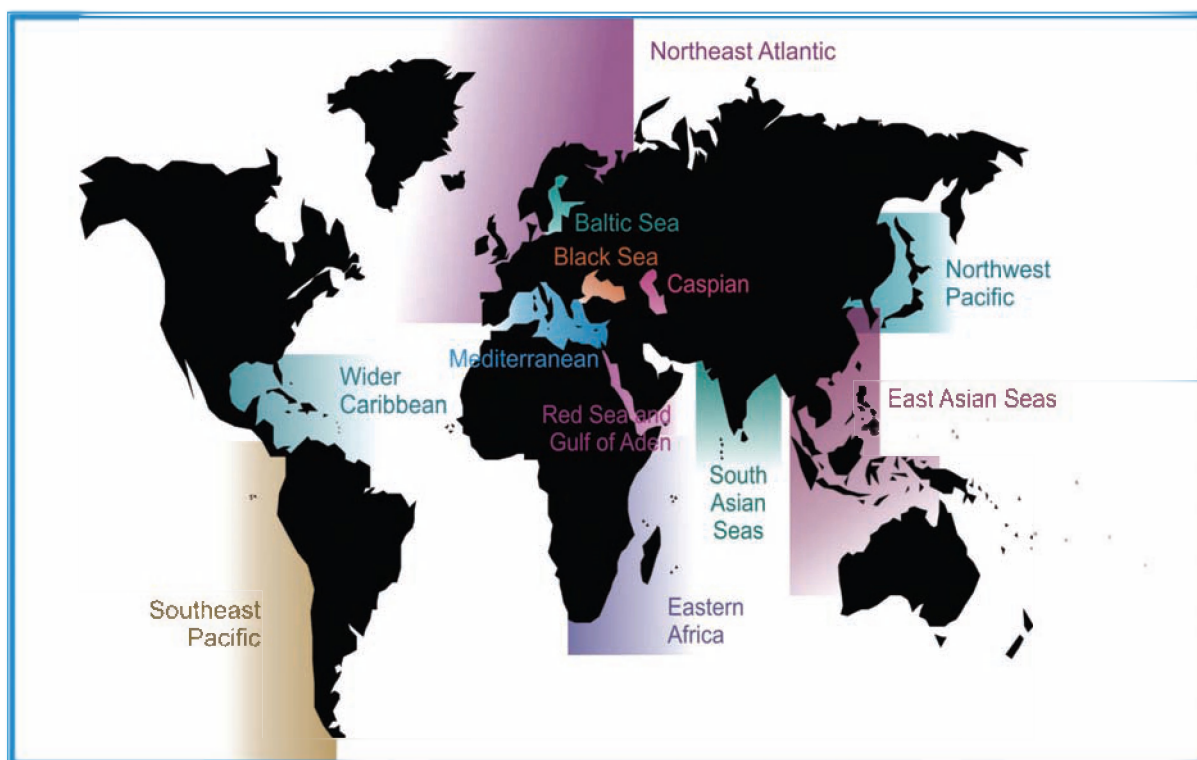 Northeast Atlantic
Baltic Sea
Black Sea
Caspian
Northwest
Pacific
Mediterranean
Wider
Caribbean
East Asian Seas
Red Sea and
Gulf of Aden
South
Asian
Seas
Southeast
Pacific
Eastern
Africa